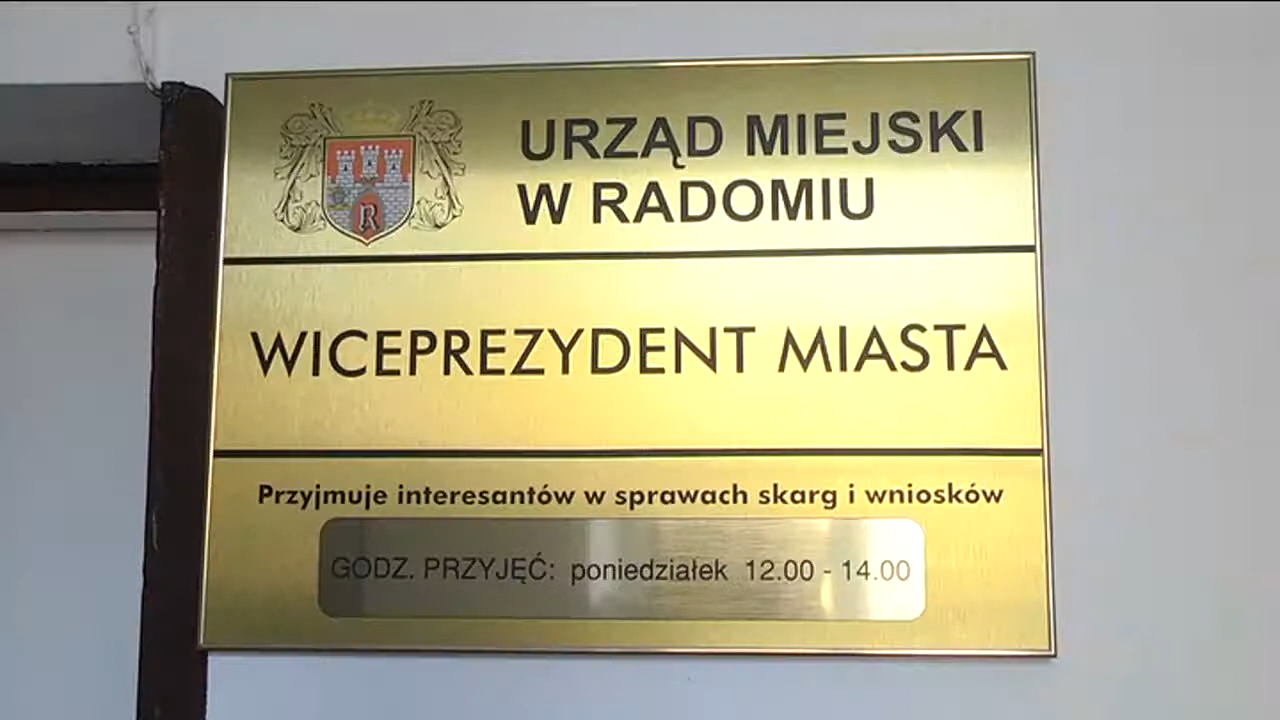 URZĄD MIEJSKI
W RADOMIU
R
WICEPREZYDENT MIASTA
Przyjmuje interesantów w sprawach skarg i wniosków
GODZ. PRZYJĘĆ: poniedziałek 12.00 - 14.00